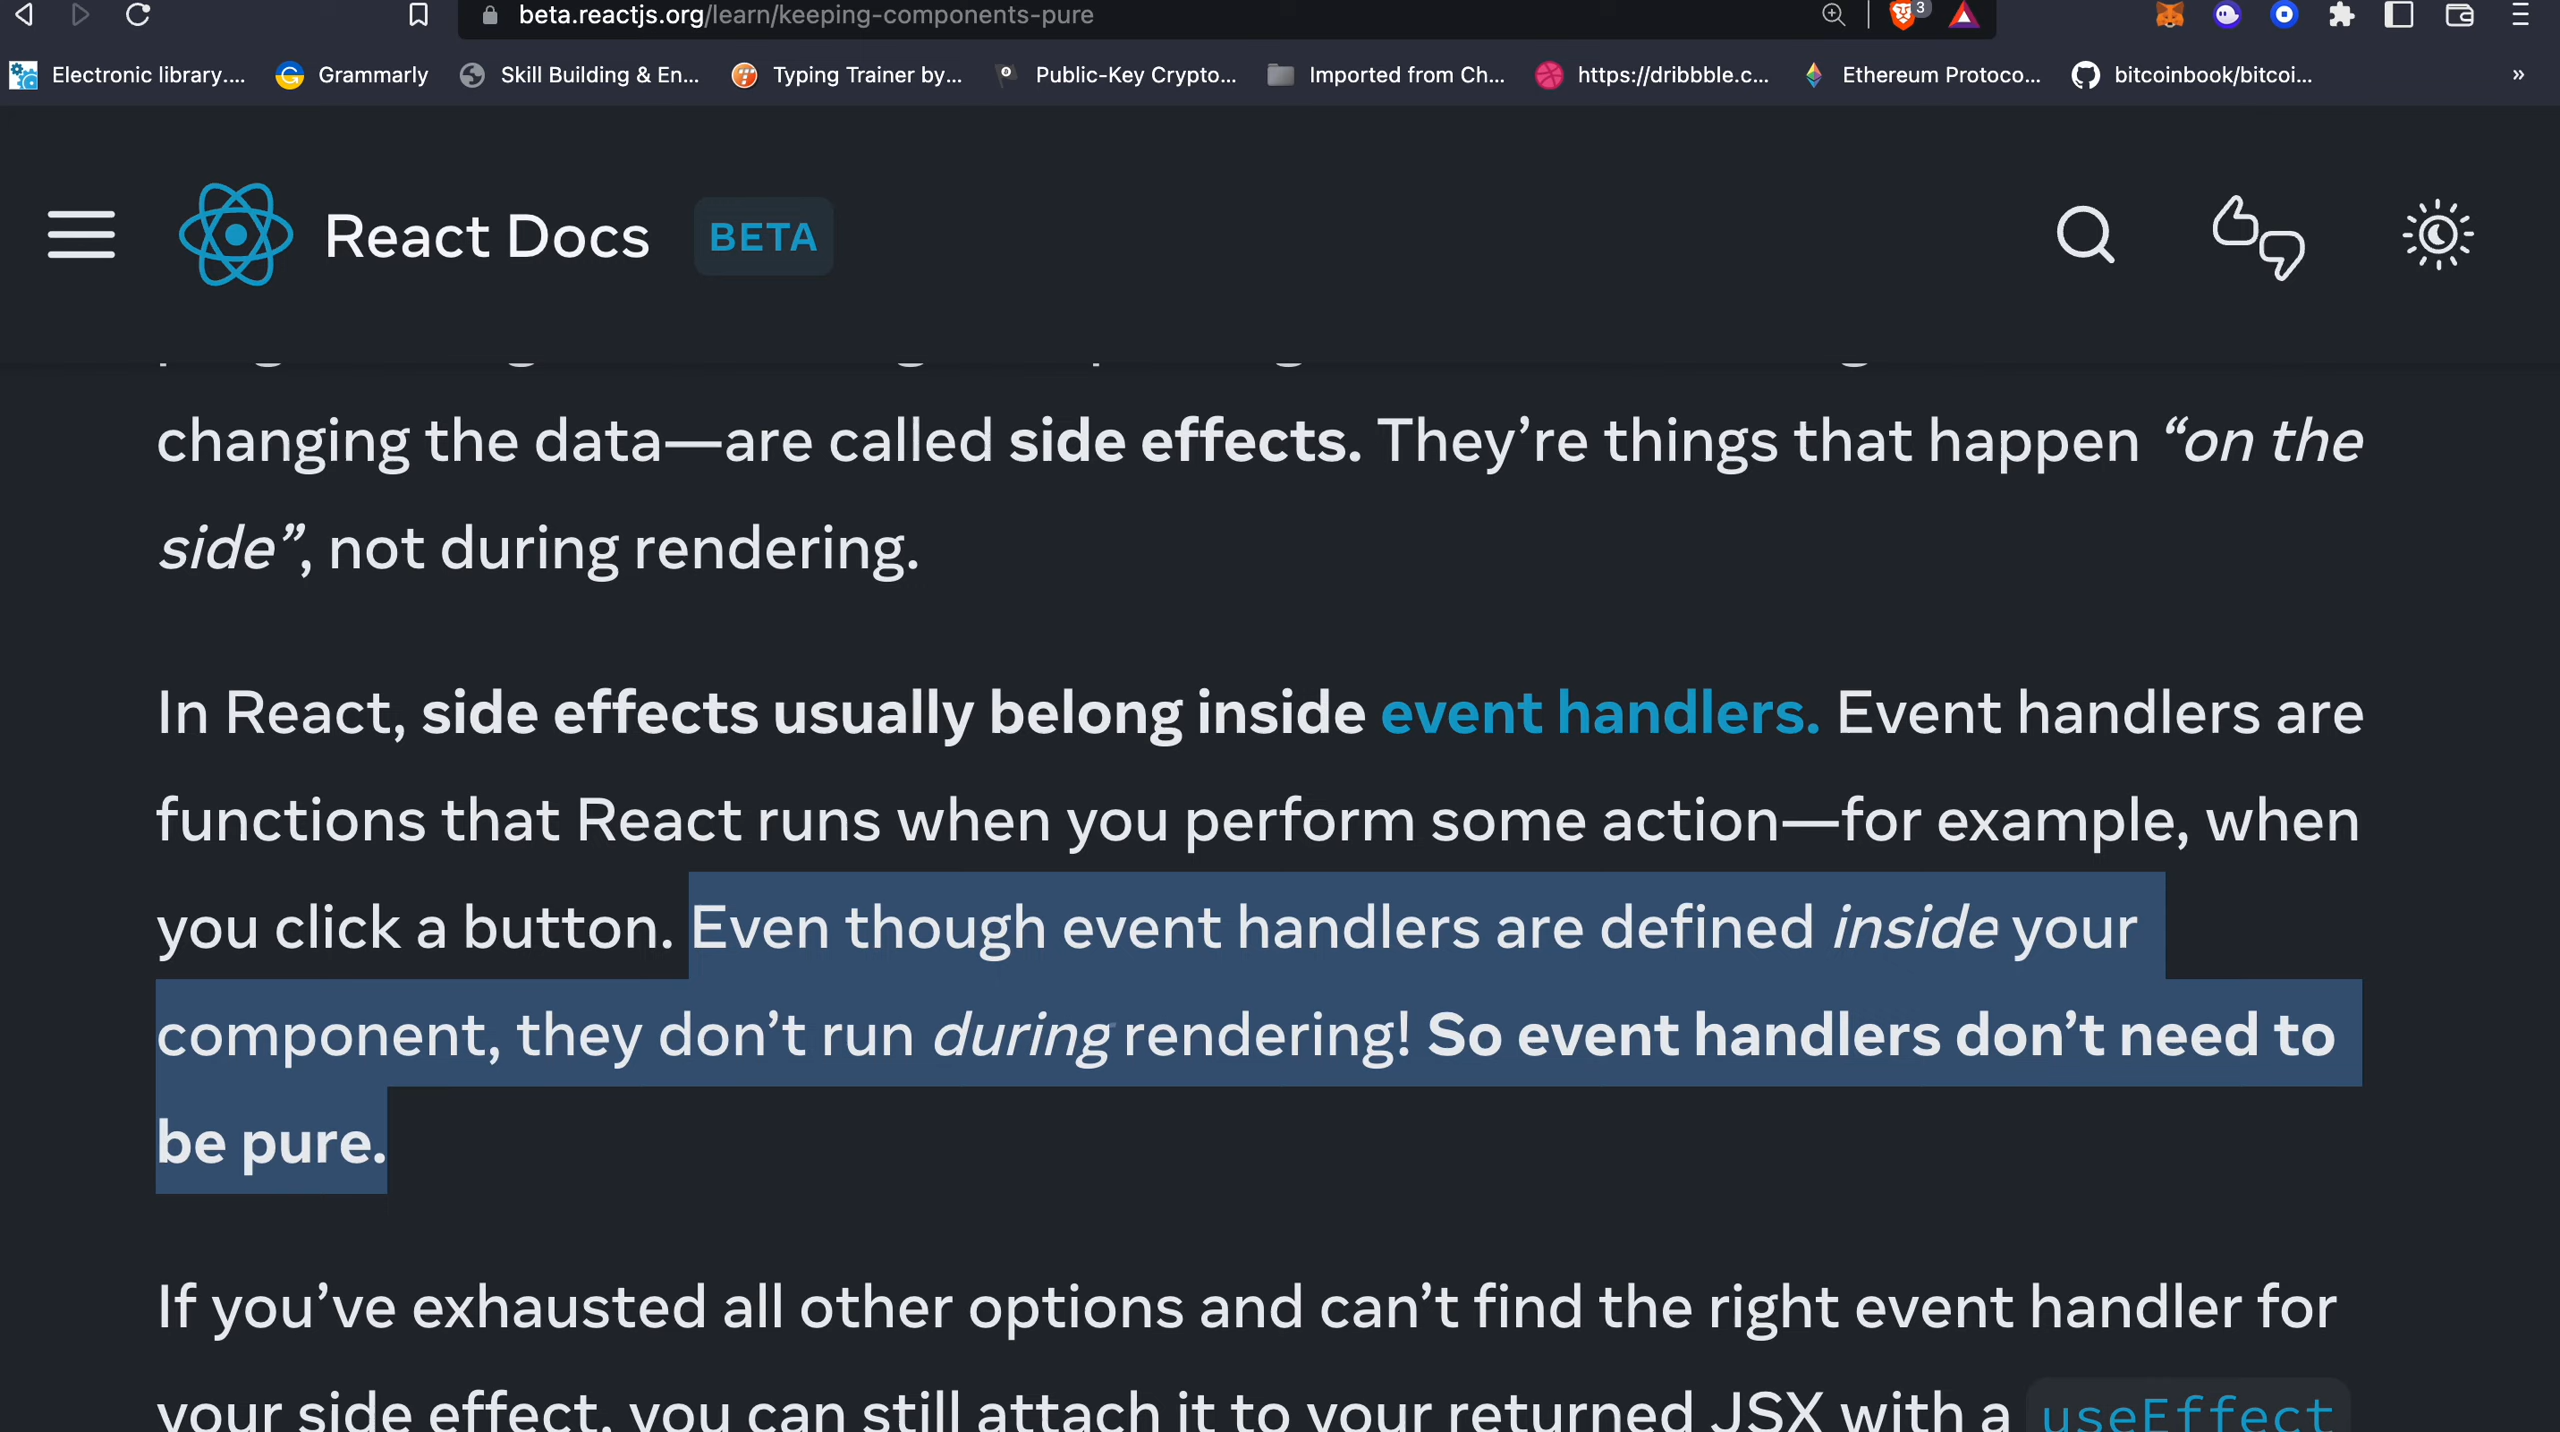 beta.reactjs.org/learn/keeping-components-pure
3
Electronic library.... Grammarly Skill Building & En... Typing Trainer by... Public-Key Crypto... Imported from Ch... https://dribbble.c... Ethereum Protoco... bitcoinbook/bitcoi... »
React Docs BETA
changing the data—are called side effects. They’re things that happen “on the
side”, not during rendering.
In React, side effects usually belong inside event handlers. Event handlers are
functions that React runs when you perform some action—for example, when
you click a button. Even though event handlers are defined inside your
component, they don’t run during rendering! So event handlers don’t need to
be pure.
If you’ve exhausted all other options and can’t find the right event handler for
your side effect, you can still attach it to your returned JSX with a useEffect